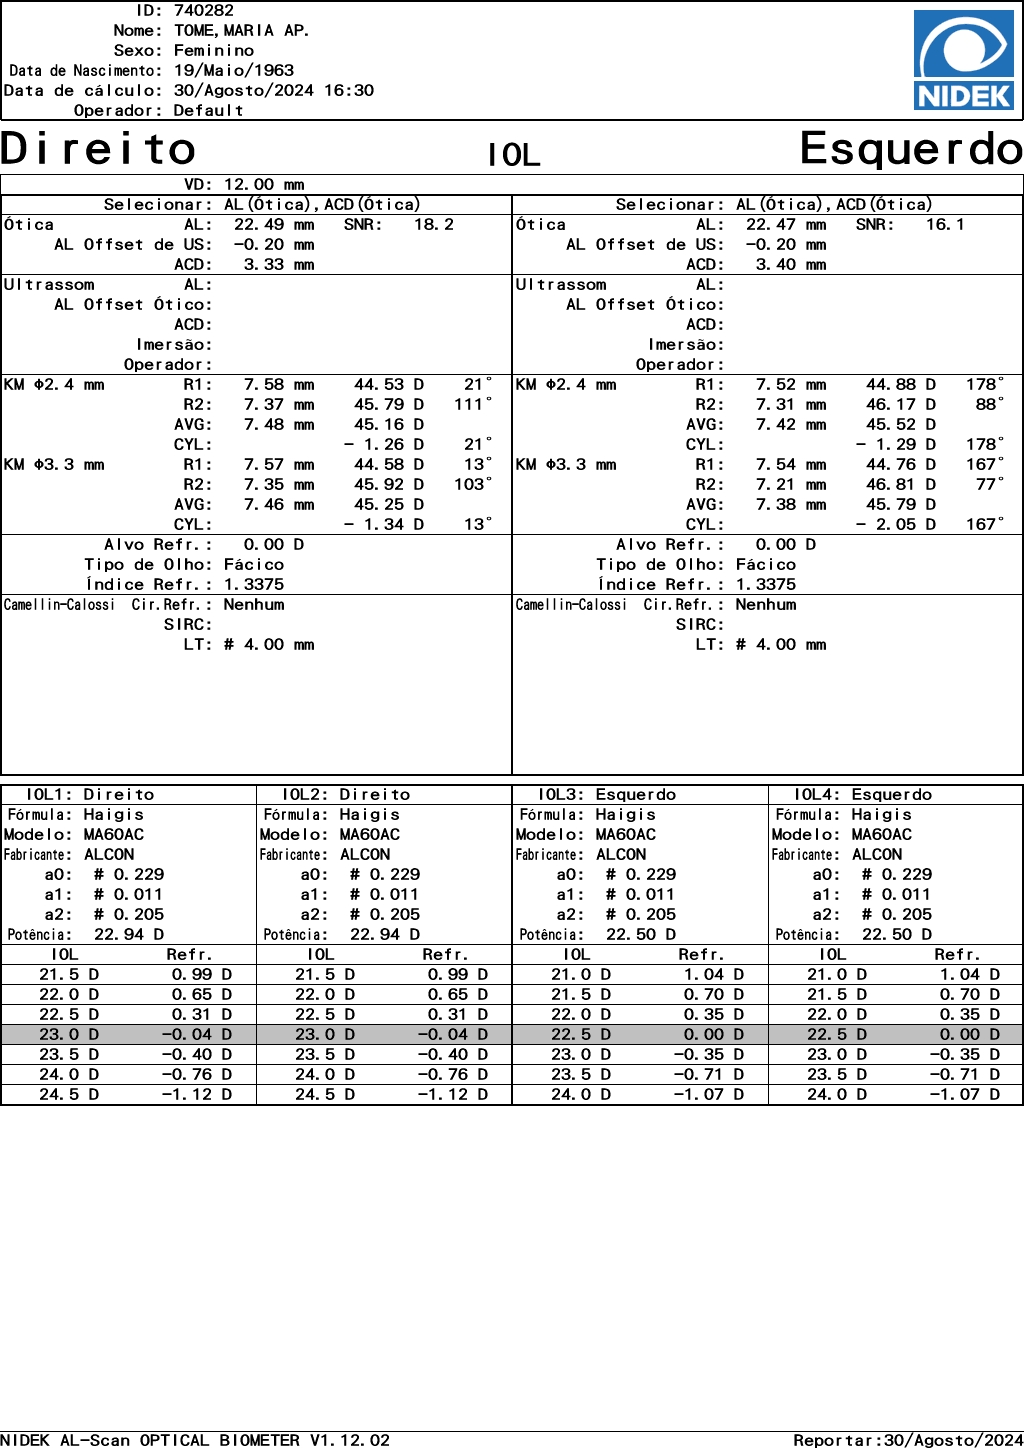 ID: 740282
Nome: TOME,MARIA AP.
Sexo: Feminino
Data de Nascimento: 19/Maio/1963
Data de cálculo: 30/Agosto/2024 16:30
Operador: Default
NIDEK
Direito IOL Esquerdo
VD: 12.00 mm
Selecionar: AL(Ótica),ACD(Ótica) Selecionar: AL(Ótica),ACD(Ótica)
Ótica AL: 22.49 mm SNR: 18.2 Ótica AL: 22.47 mm SNR: 16.1
AL Offset de US: -0.20 mm AL Offset de US: -0.20 mm
ACD: 3.33 mm ACD: 3.40 mm
Ultrassom AL: Ultrassom AL:
AL Offset Ótico: AL Offset Ótico:
ACD: ACD:
Imersão: Imersão:
Operador: Operador:
KM Φ2.4 mm R1: 7.58 mm 44.53 D 21° KM Φ2.4 mm R1: 7.52 mm 44.88 D 178°
R2: 7.37 mm 45.79 D 111° R2: 7.31 mm 46.17 D 88°
AVG: 7.48 mm 45.16 D AVG: 7.42 mm 45.52 D
CYL: - 1.26 D 21° CYL: - 1.29 D 178°
KM Φ3.3 mm R1: 7.57 mm 44.58 D 13° KM Φ3.3 mm R1: 7.54 mm 44.76 D 167°
R2: 7.35 mm 45.92 D 103° R2: 7.21 mm 46.81 D 77°
AVG: 7.46 mm 45.25 D AVG: 7.38 mm 45.79 D
CYL: - 1.34 D 13° CYL: - 2.05 D 167°
Alvo Refr.: 0.00 D Alvo Refr.: 0.00 D
Tipo de Olho: Fácico Tipo de Olho: Fácico
Índice Refr.: 1.3375 Índice Refr.: 1.3375
Camellin-Calossi Cir.Refr.: Nenhum Camellin-Calossi Cir.Refr.: Nenhum
SIRC: SIRC:
LT: # 4.00 mm LT: # 4.00 mm
IOL1: Direito IOL2: Direito IOL3: Esquerdo IOL4: Esquerdo
Fórmula: Haigis Fórmula: Haigis Fórmula: Haigis Fórmula: Haigis
Modelo: MA60AC Modelo: MA60AC Modelo: MA60AC Modelo: MA60AC
Fabricante: ALCON Fabricante: ALCON Fabricante: ALCON Fabricante: ALCON
a0: # 0.229 a0: # 0.229 a0: # 0.229 a0: # 0.229
a1: # 0.011 a1: # 0.011 a1: # 0.011 a1: # 0.011
a2: # 0.205 a2: # 0.205 a2: # 0.205 a2: # 0.205
Potência: 22.94 D Potência: 22.94 D Potência: 22.50 D Potência: 22.50 D
IOL Refr. IOL Refr. IOL Refr. IOL Refr.
21.5 D 0.99 D 21.5 D 0.99 D 21.0 D 1.04 D 21.0 D 1.04 D
22.0 D 0.65 D 22.0 D 0.65 D 21.5 D 0.70 D 21.5 D 0.70 D
22.5 D 0.31 D 22.5 D 0.31 D 22.0 D 0.35 D 22.0 D 0.35 D
23.0 D -0.04 D 23.0 D -0.04 D 22.5 D 0.00 D 22.5 D 0.00 D
23.5 D -0.40 D 23.5 D -0.40 D 23.0 D -0.35 D 23.0 D -0.35 D
24.0 D -0.76 D 24.0 D -0.76 D 23.5 D -0.71 D 23.5 D -0.71 D
24.5 D -1.12 D 24.5 D -1.12 D 24.0 D -1.07 D 24.0 D -1.07 D
NIDEK AL-Scan OPTICAL BIOMETER V1.12.02 Reportar:30/Agosto/2024